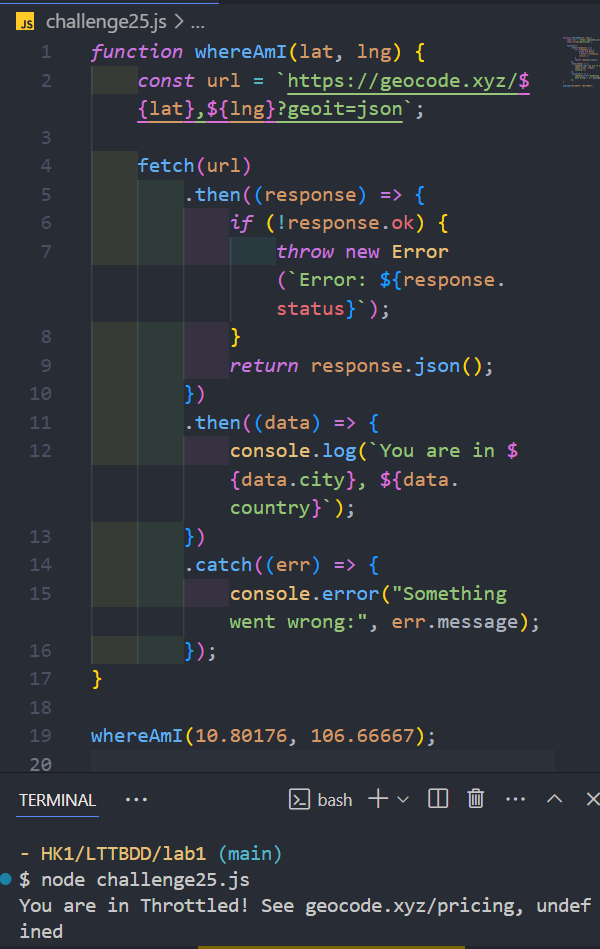 JS challenge25.js > ...
1 function whereAmI(lat, lng) {
2 const url = `https://geocode.xyz/$
{lat},${lng}?geoit=json`;
3
4 fetch(url)
5 .then((response) => {
6 if (!response.ok) {
7 throw new Error
(`Error: ${response.
status}`);
8 }
9 return response.json();
10 })
11 .then((data) => {
12 console.log(`You are in $
{data.city}, ${data.
country}`);
13 })
14 .catch((err) => {
15 console.error("Something
went wrong:", err.message);
16 });
17 }
18
19 whereAmI(10.80176, 106.66667);
20
TERMINAL ... bash
- HK1/LTTBDD/lab1 (main)
$ node challenge25.js
You are in Throttled! See geocode.xyz/pricing, undef
ined